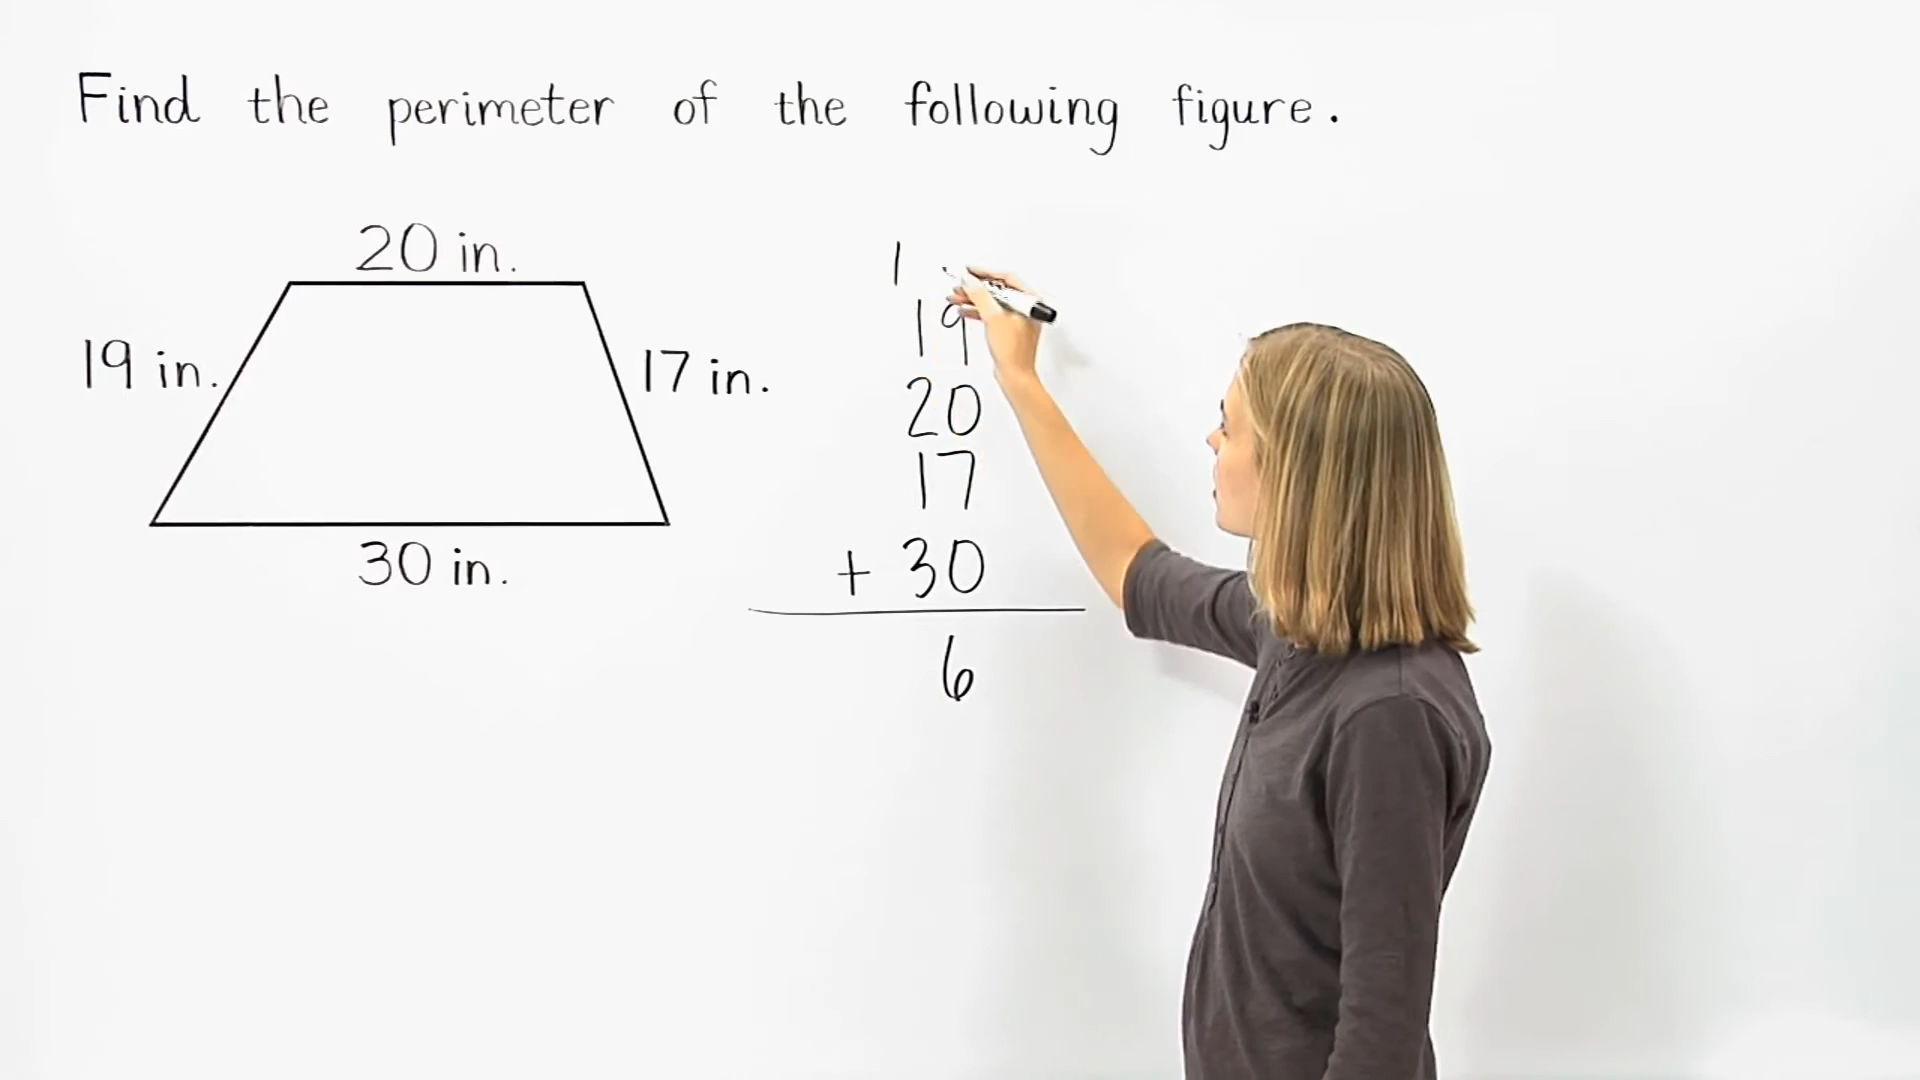 Find the perimeter of the following figure.
20 in.
19 in.
17 in.
30 in.
1
19
20
17
+ 30
6